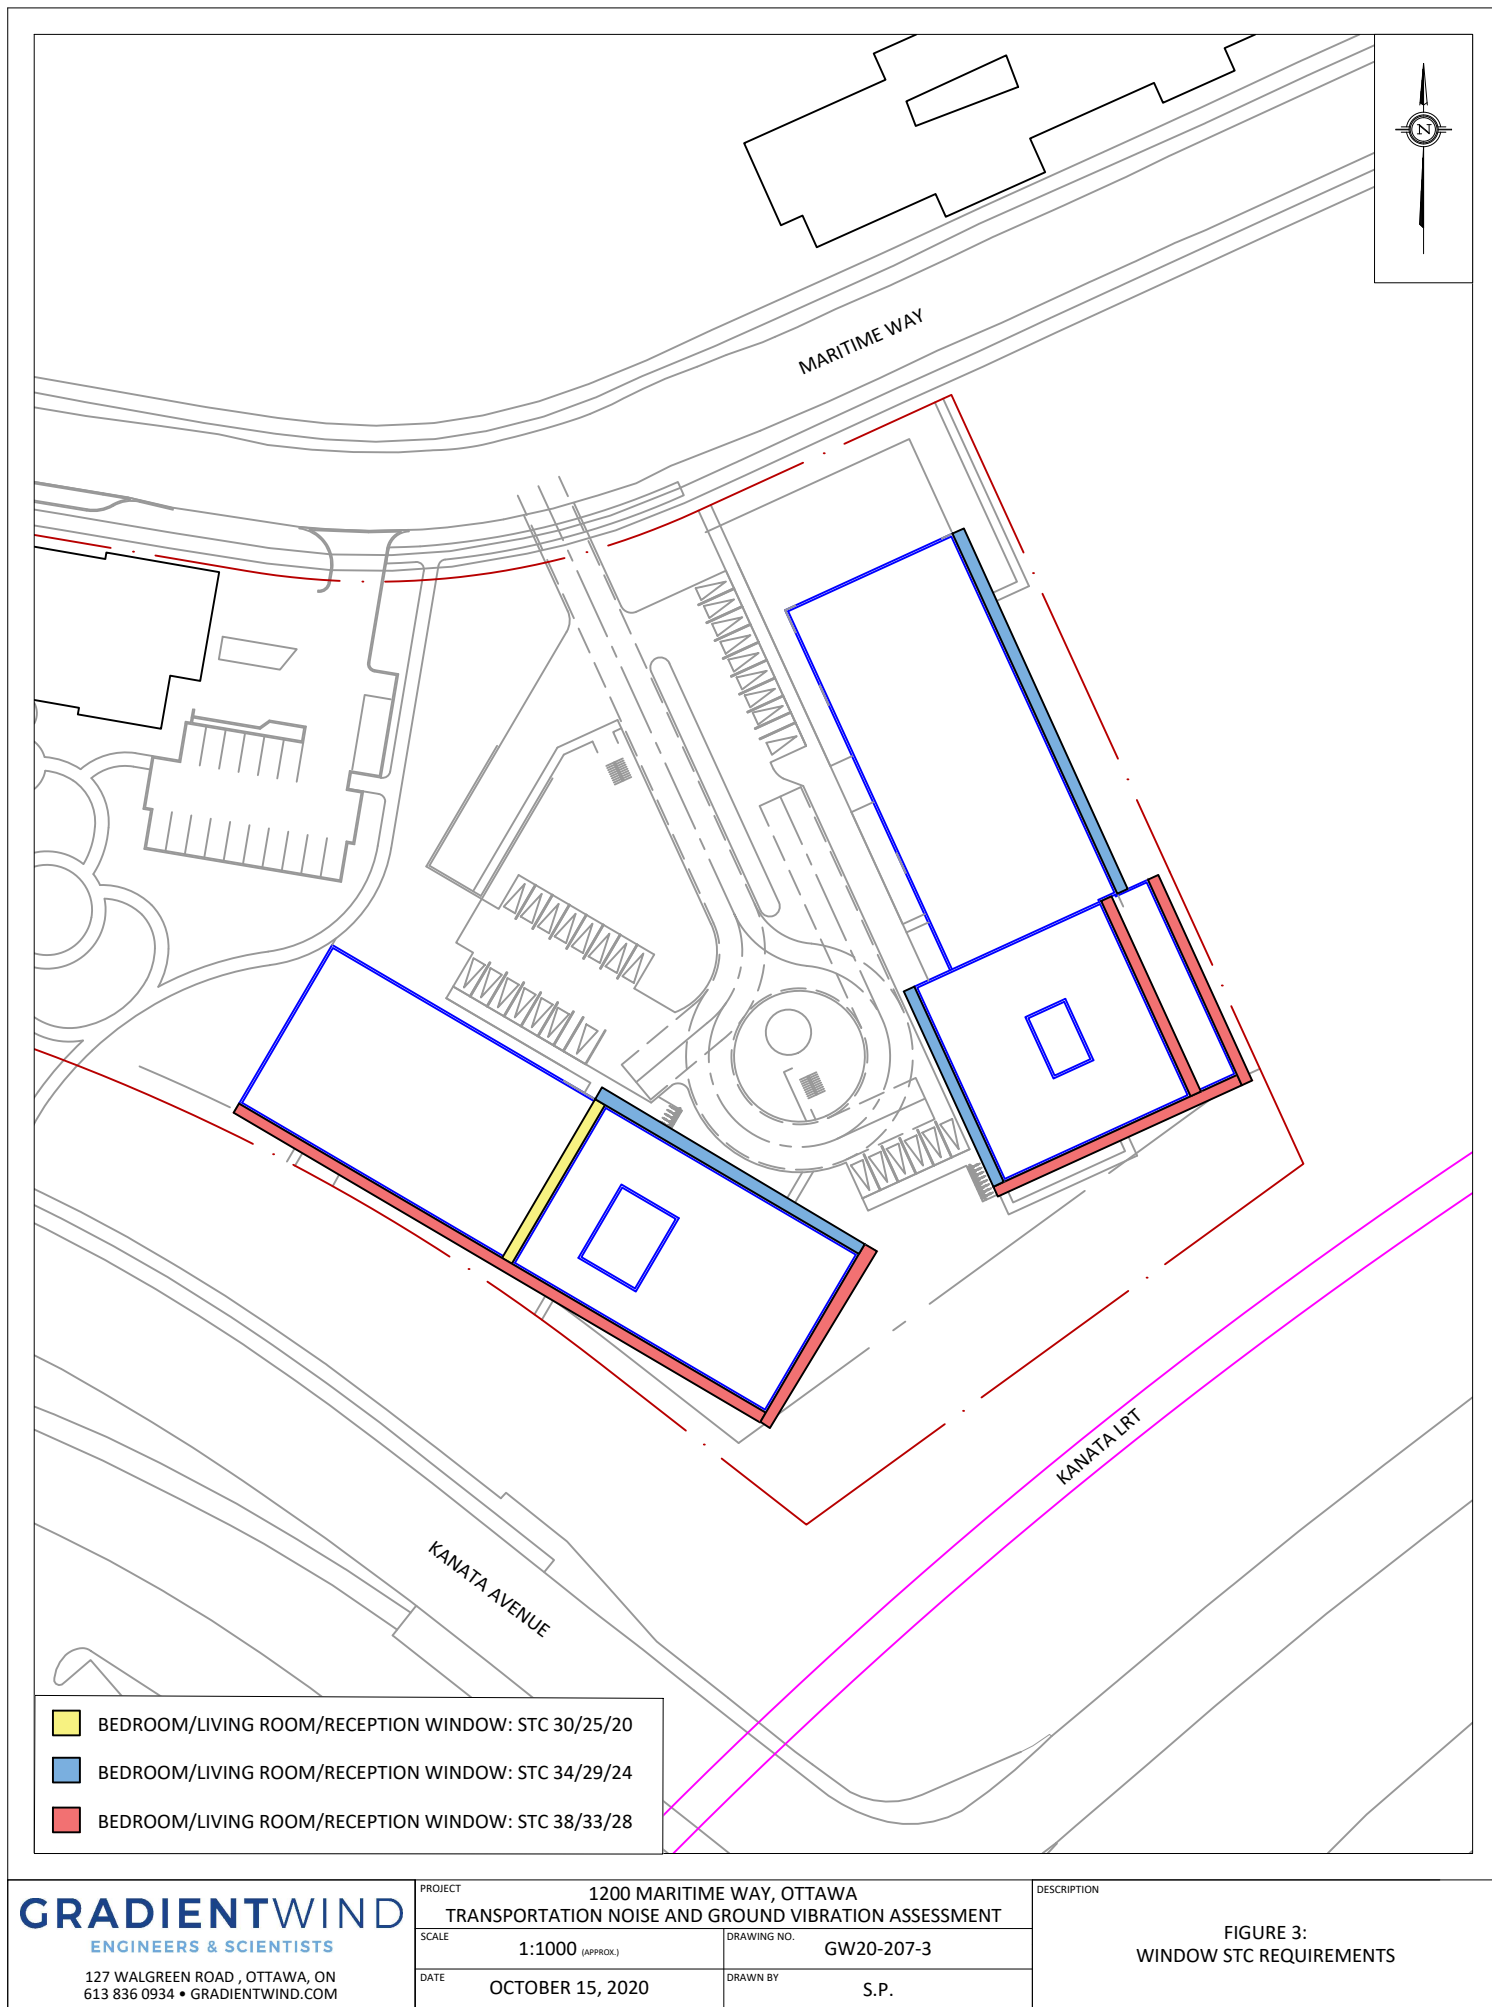 N
MARITIME WAY
KANATA LRT
KANATA AVENUE
BEDROOM/LIVING ROOM/RECEPTION WINDOW: STC 30/25/20
BEDROOM/LIVING ROOM/RECEPTION WINDOW: STC 34/29/24
BEDROOM/LIVING ROOM/RECEPTION WINDOW: STC 38/33/28
GRADIENTWIND
ENGINEERS & SCIENTISTS
127 WALGREEN ROAD , OTTAWA, ON
613 836 0934 • GRADIENTWIND.COM
PROJECT
1200 MARITIME WAY, OTTAWA
TRANSPORTATION NOISE AND GROUND VIBRATION ASSESSMENT
SCALE
1:1000 (APPROX.)
DRAWING NO.
GW20-207-3
DATE
OCTOBER 15, 2020
DRAWN BY
S.P.
DESCRIPTION
FIGURE 3:
WINDOW STC REQUIREMENTS